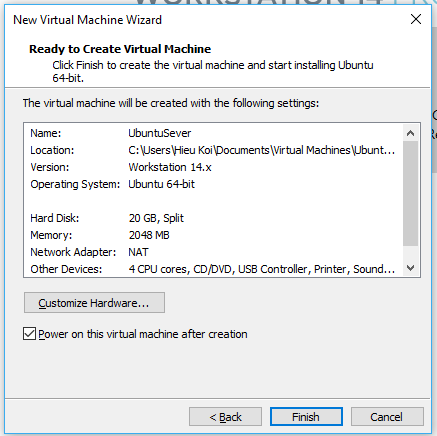 New Virtual Machine Wizard
Ready to Create Virtual Machine
Click Finish to create the virtual machine and start installing Ubuntu
64-bit.
The virtual machine will be created with the following settings:
Name: UbuntuSever
Location: C:\Users\Hieu Koi\Documents\Virtual Machines\Ubunt...
Version: Workstation 14.x
Operating System: Ubuntu 64-bit
Hard Disk: 20 GB, Split
Memory: 2048 MB
Network Adapter: NAT
Other Devices: 4 CPU cores, CD/DVD, USB Controller, Printer, Sound...
Customize Hardware...
Power on this virtual machine after creation
< Back Finish Cancel